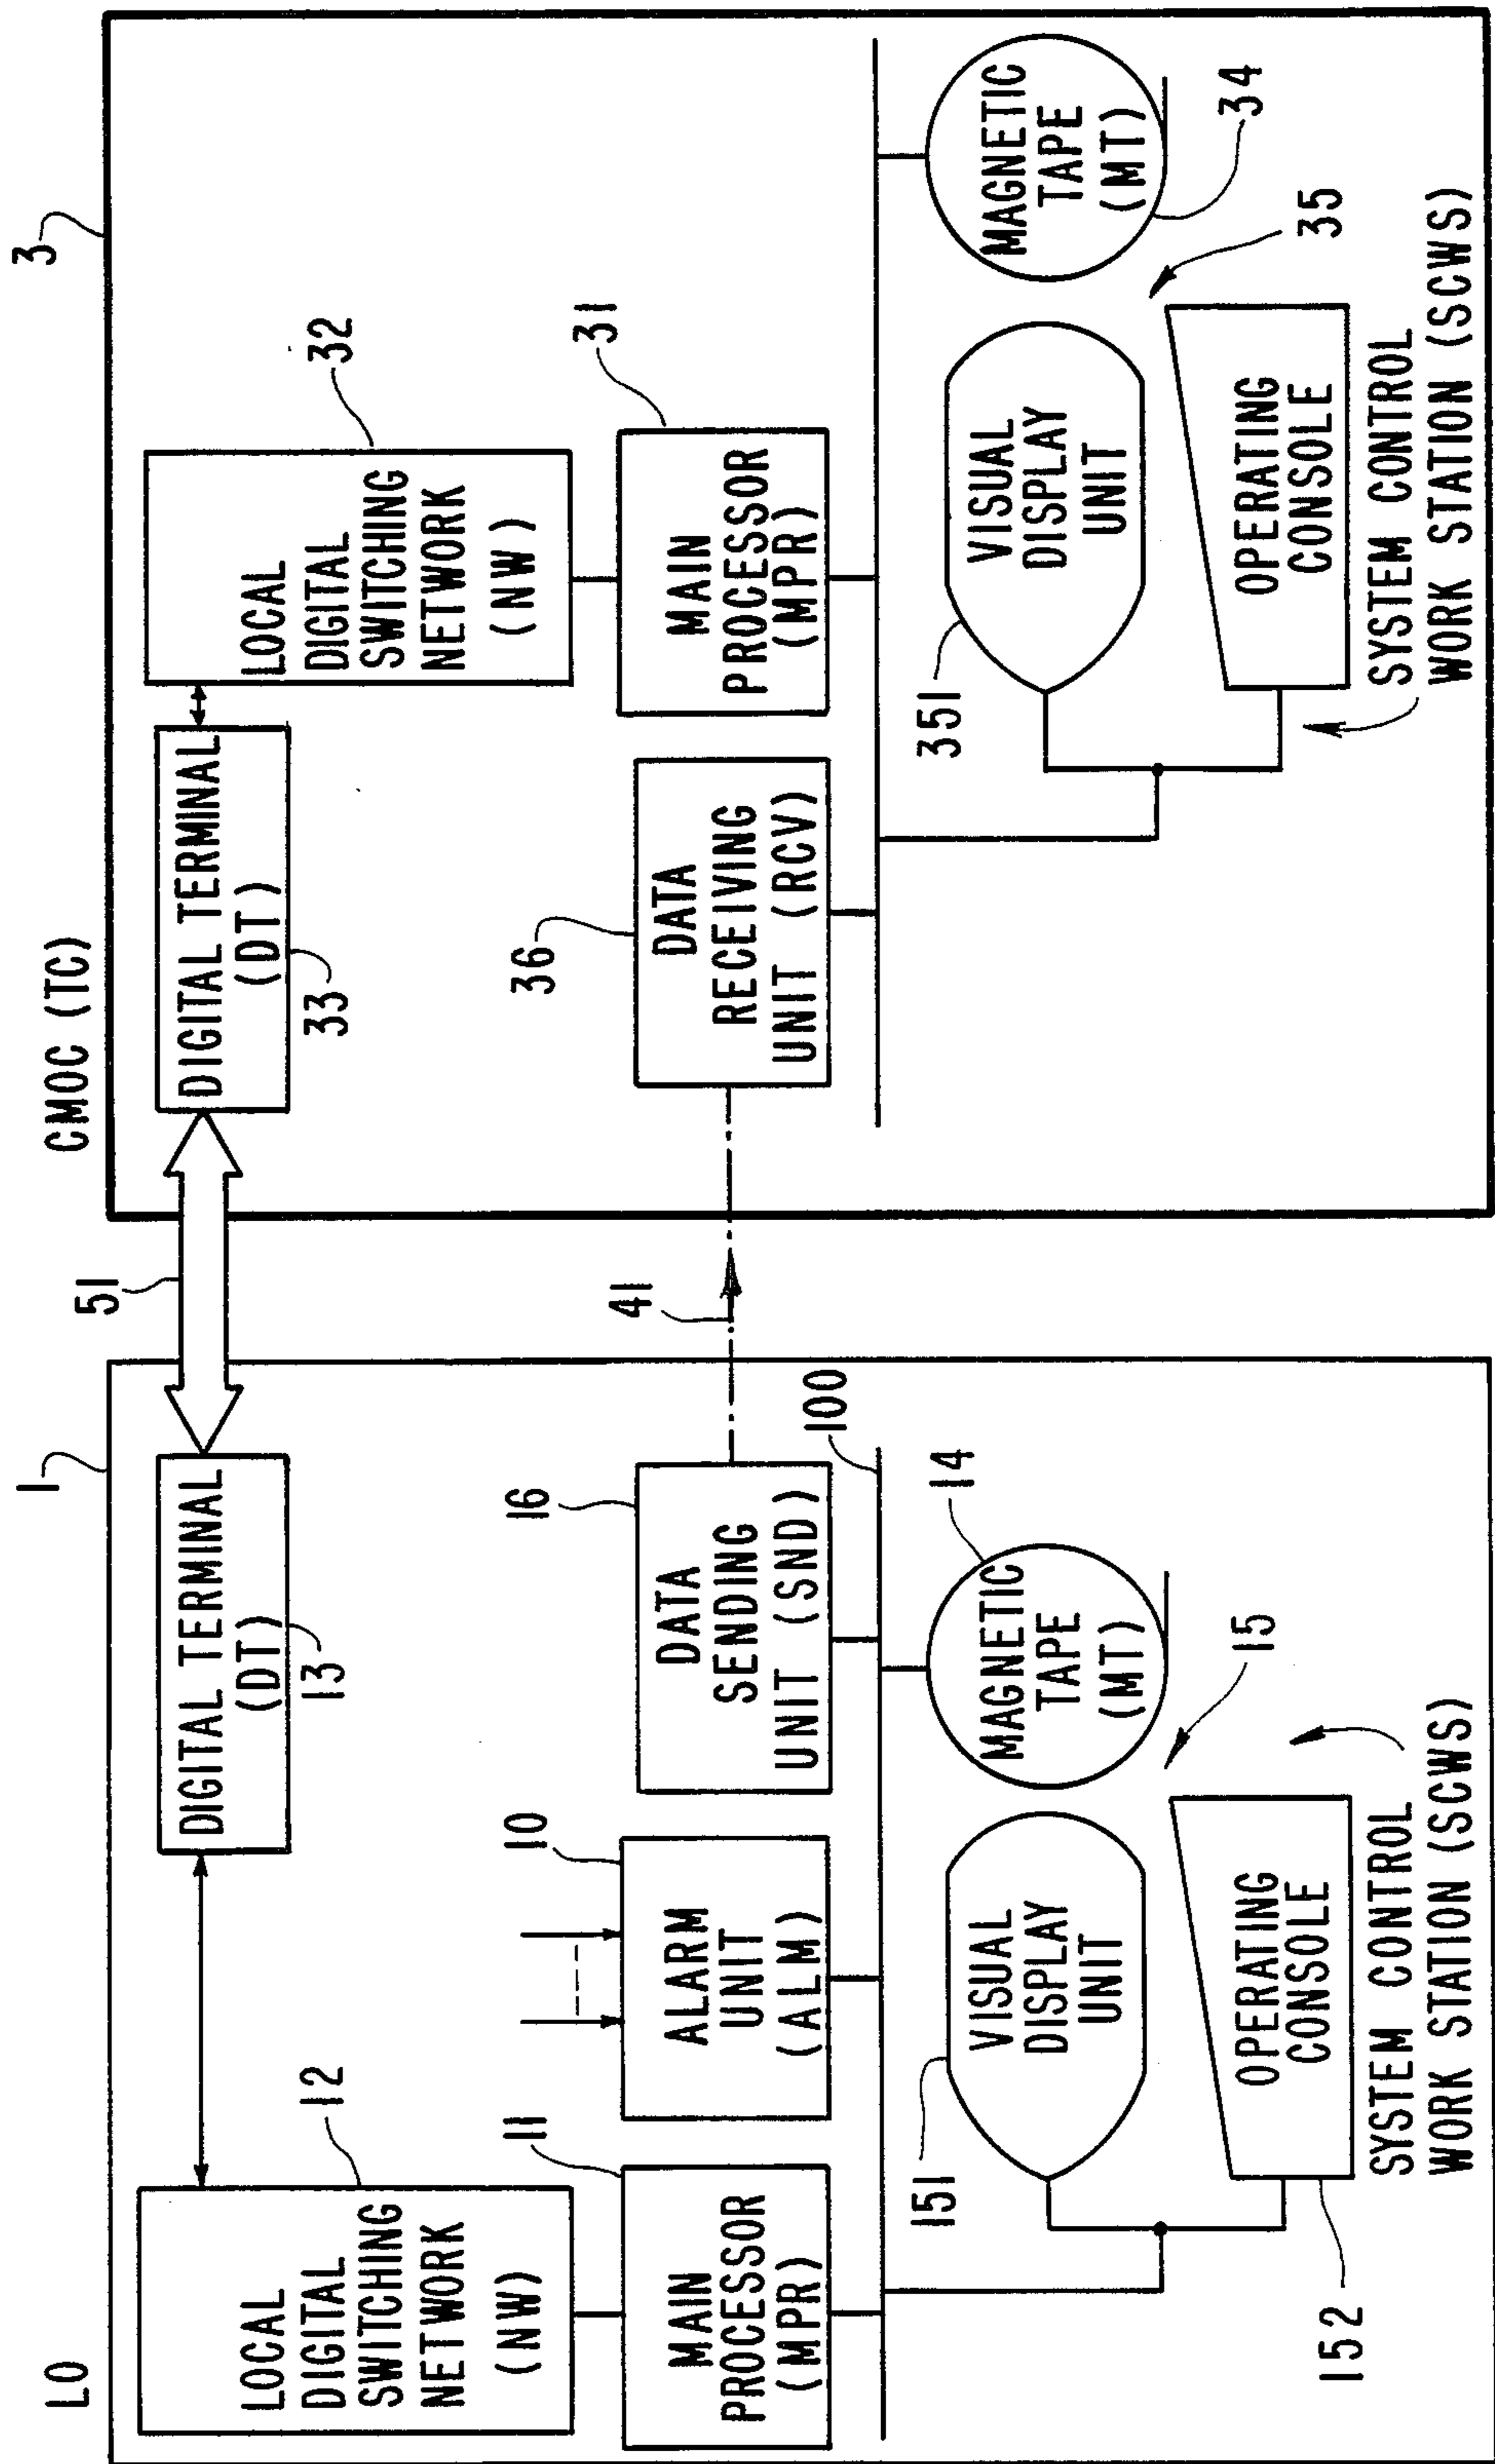 LO
1
LOCAL
DIGITAL
SWITCHING
NETWORK
(NW)
12
DIGITAL TERMINAL
(DT)
13
51
MAIN
PROCESSOR
(MPR)
11
ALARM
UNIT
(ALM)
10
DATA
SENDING
UNIT (SND)
16
41
100
VISUAL
DISPLAY
UNIT
151
MAGNETIC
TAPE
(MT)
14
OPERATING
CONSOLE
152
15
SYSTEM CONTROL
WORK STATION (SCWS)
CMOC (TC)
3
DIGITAL TERMINAL
(DT)
33
LOCAL
DIGITAL
SWITCHING
NETWORK
(NW)
32
DATA
RECEIVING
UNIT (RCV)
36
MAIN
PROCESSOR
(MPR)
31
VISUAL
DISPLAY
UNIT
351
MAGNETIC
TAPE
(MT)
34
OPERATING
CONSOLE
35
SYSTEM CONTROL
WORK STATION (SCWS)